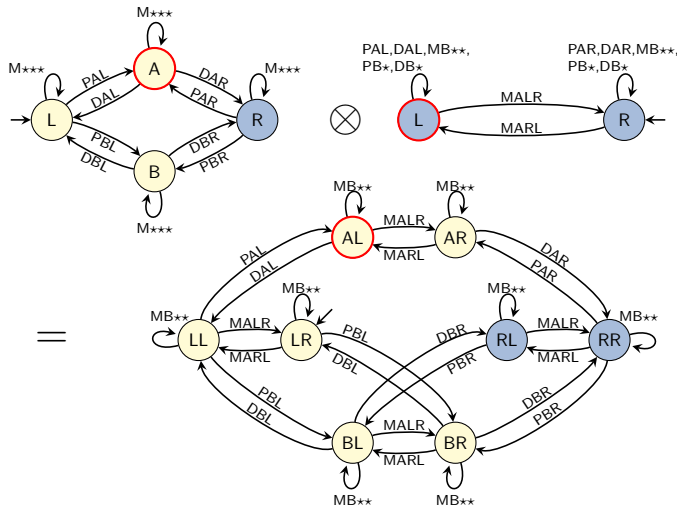 M⋆⋆⋆
PAL,DAL,MB⋆⋆,
PB⋆,DB⋆
PAR,DAR,MB⋆⋆,
PB⋆,DB⋆
M⋆⋆⋆
PAL
DAL
A
DAR
PAR
M⋆⋆⋆
L
R
PBL
DBL
B
DBR
PBR
M⋆⋆⋆
⊗
L
MALR
MARL
R
MB⋆⋆
MB⋆⋆
PAL
DAL
AL
MALR
MARL
AR
DAR
PAR
=
MB⋆⋆
LL
MALR
MARL
MB⋆⋆
LR
PBL
DBL
DBR
PBR
MB⋆⋆
RL
MALR
MARL
RR
MB⋆⋆
PBL
DBL
BL
MALR
MARL
BR
DBR
PBR
MB⋆⋆
MB⋆⋆